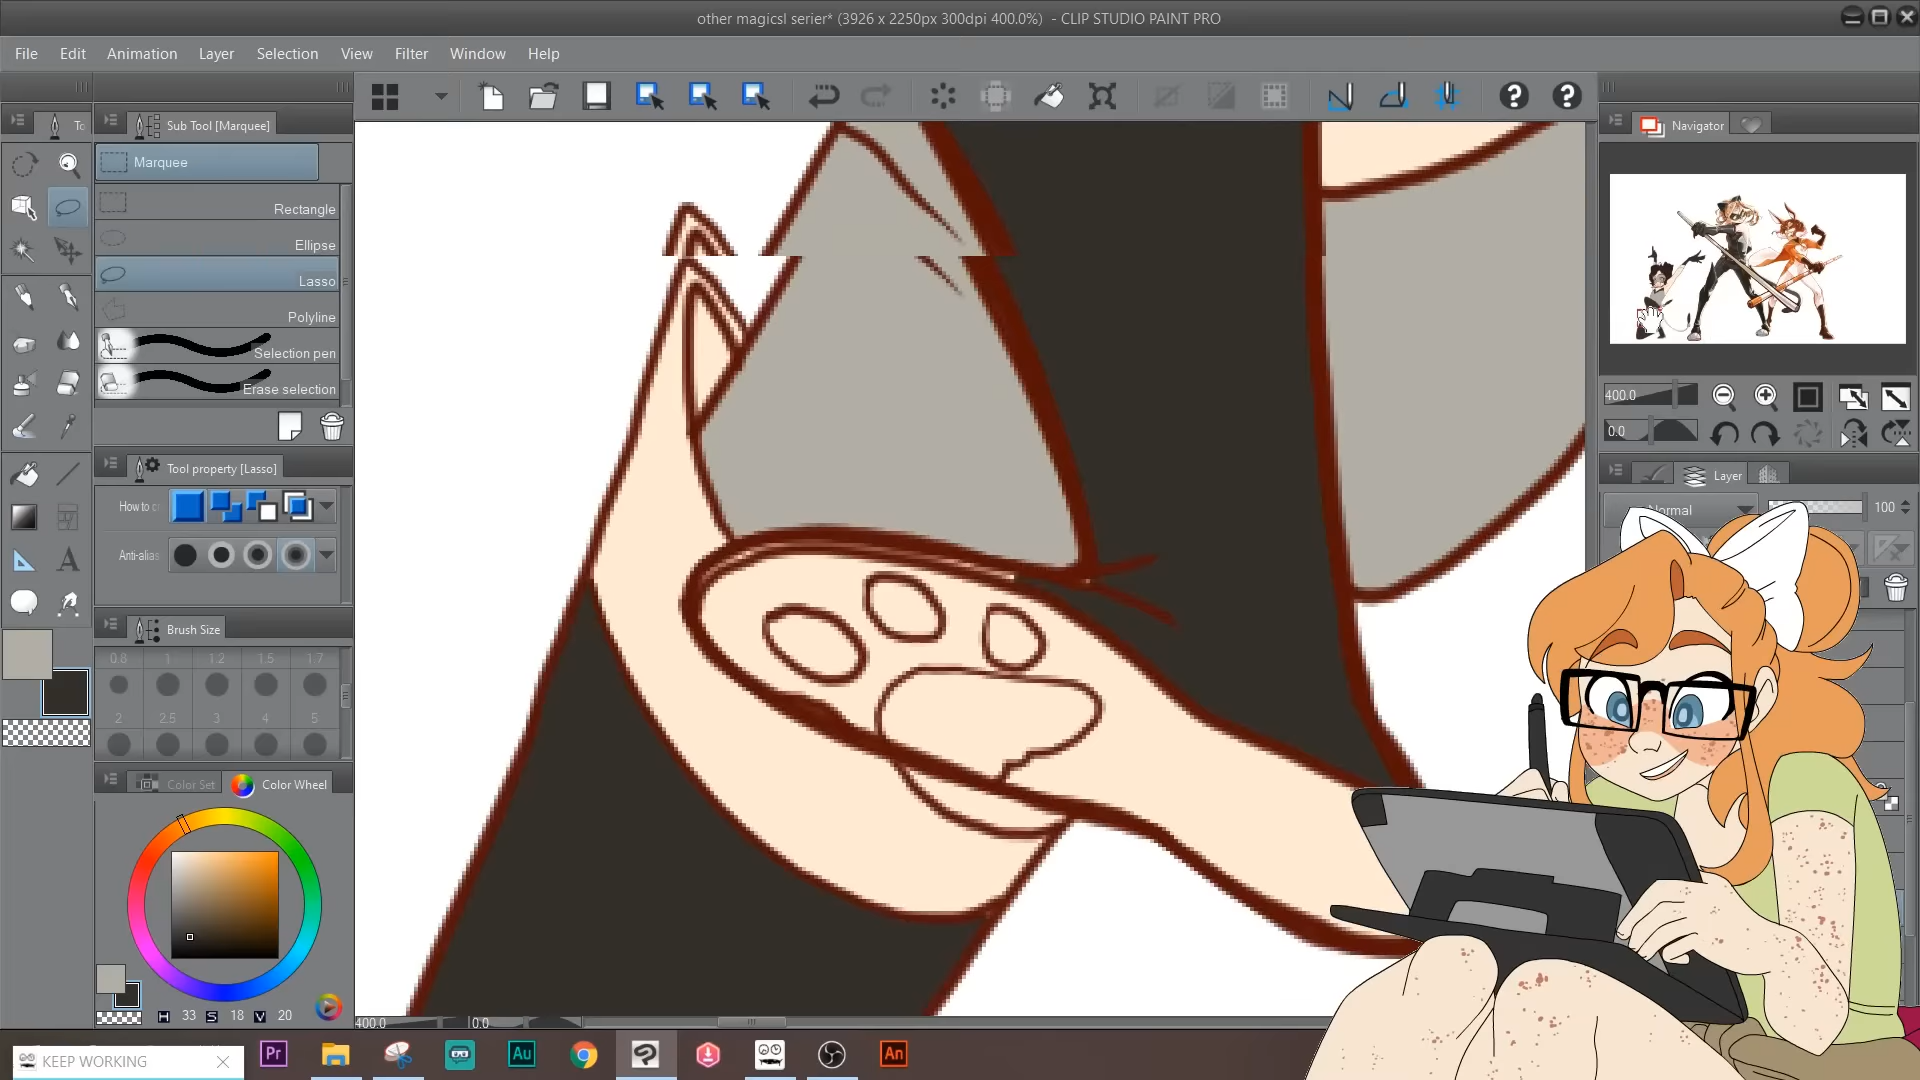 other magicsl serier* (3926 x 2250px 300dpi 400.0%) - CLIP STUDIO PAINT PRO
File Edit Animation Layer Selection View Filter Window Help
To
Sub Tool [Marquee]
Navigator
Marquee
Rectangle
Ellipse
Lasso
Polyline
Selection pen
Erase selection
400.0
0.0
Tool property [Lasso]
Layer
How to c
Normal
100
Anti-alias
Brush Size
0.8 1 1.2 1.5 1.7
2 2.5 3 4 5
Color Set
Color Wheel
H 33 S 18 V 20
400.0
0.0
KEEP WORKING
Pr
Au
An